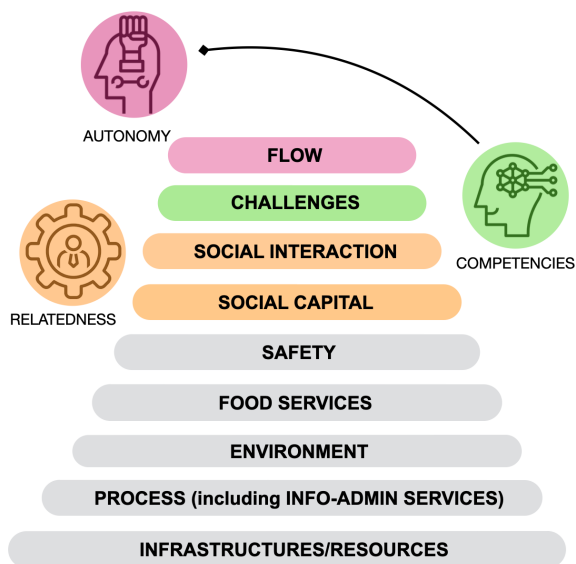 AUTONOMY
FLOW
CHALLENGES
COMPETENCIES
SOCIAL INTERACTION
RELATEDNESS
SOCIAL CAPITAL
SAFETY
FOOD SERVICES
ENVIRONMENT
PROCESS (including INFO-ADMIN SERVICES)
INFRASTRUCTURES/RESOURCES